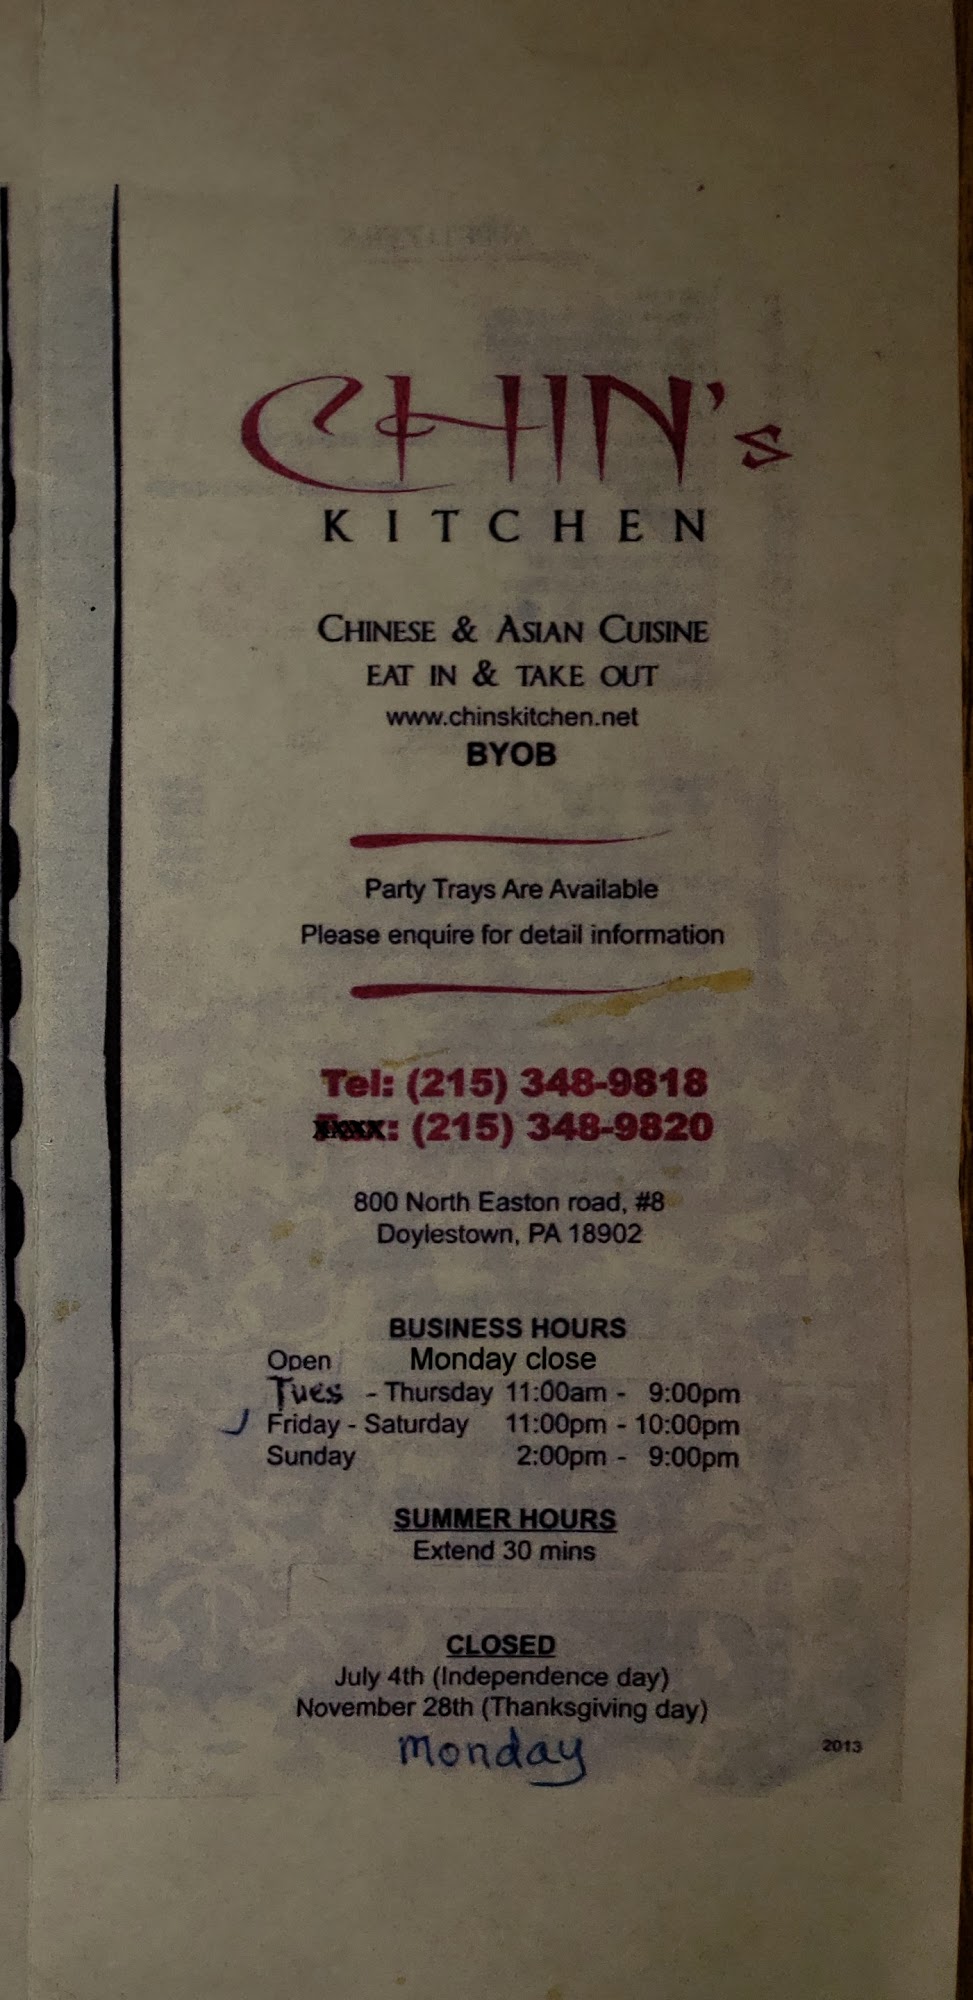 CHIN's
KITCHEN
CHINESE & ASIAN CUISINE
EAT IN & TAKE OUT
www.chinskitchen.net
BYOB
Party Trays Are Available
Please enquire for detail information
Tel: (215) 348-9818
: (215) 348-9820
800 North Easton road, #8
Doylestown, PA 18902
BUSINESS HOURS
Open Monday close
Tues - Thursday 11:00am - 9:00pm
Friday - Saturday 11:00pm - 10:00pm
Sunday 2:00pm - 9:00pm
SUMMER HOURS
Extend 30 mins
CLOSED
July 4th (Independence day)
November 28th (Thanksgiving day)
Monday
2013